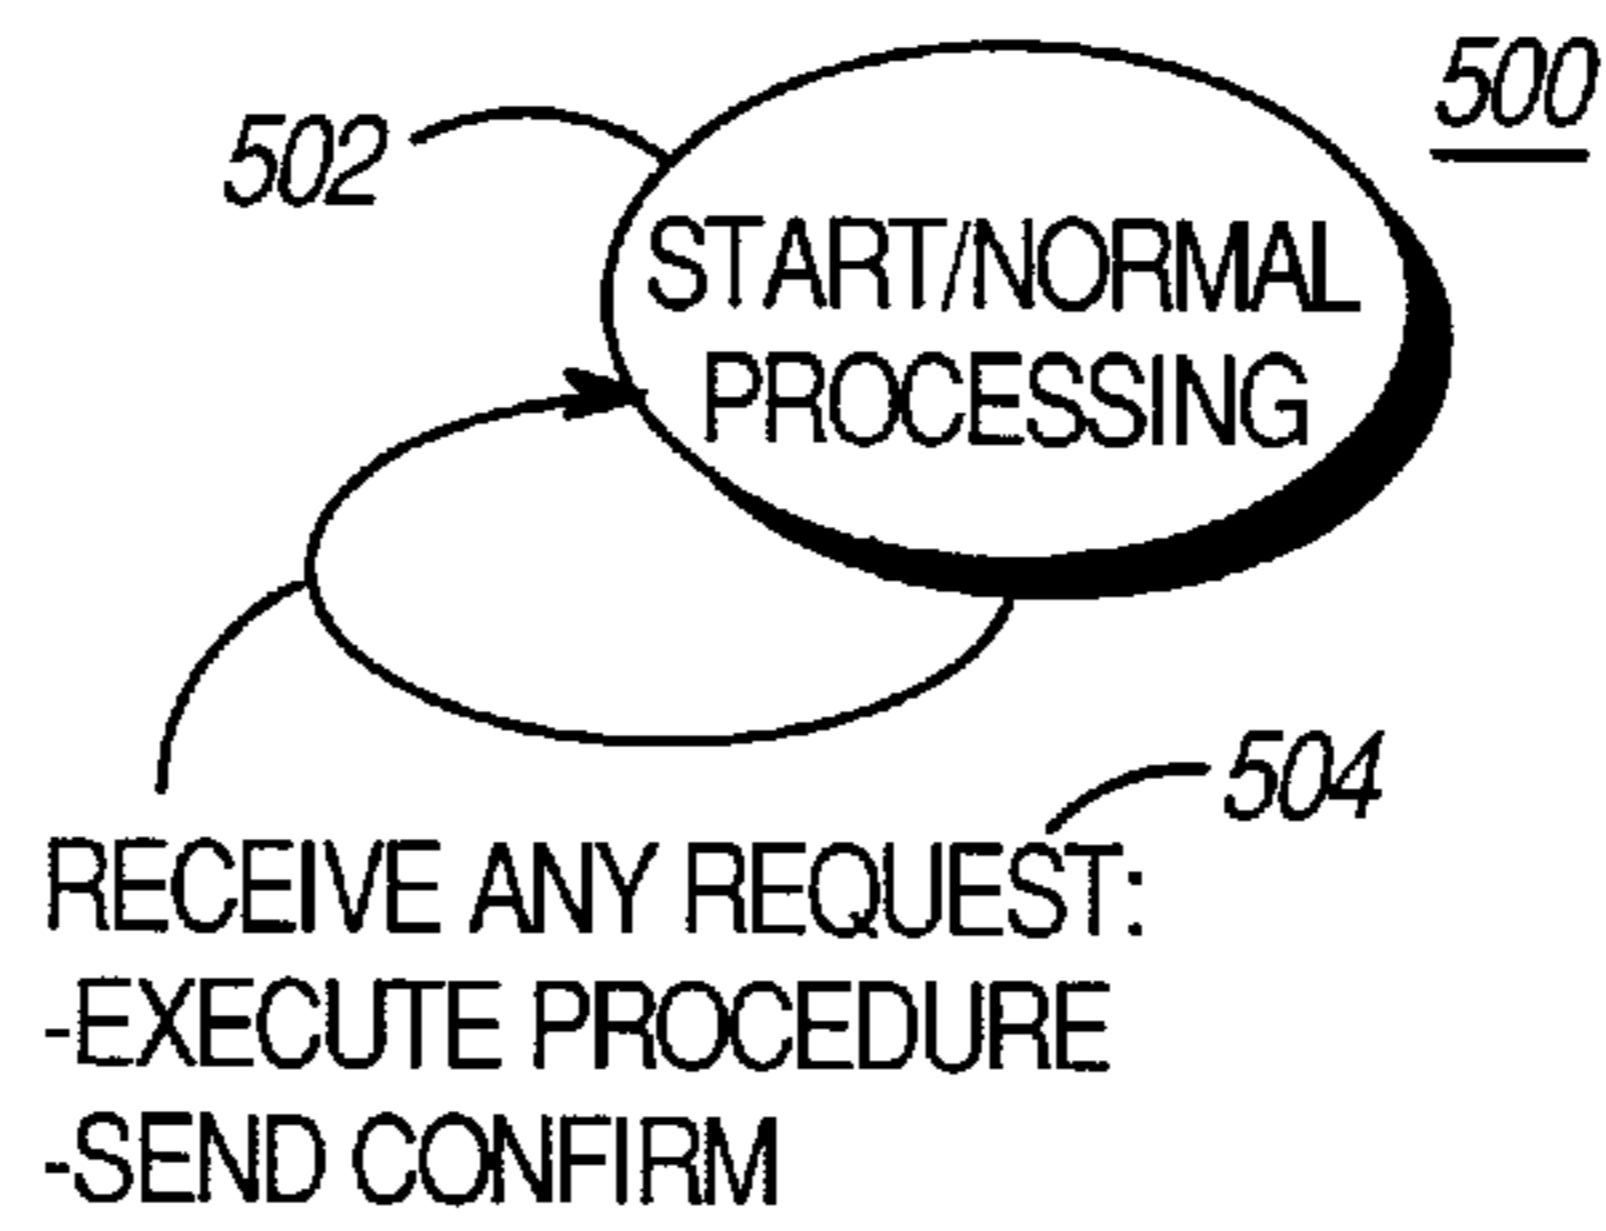 500
502
START/NORMAL
PROCESSING
504
RECEIVE ANY REQUEST:
-EXECUTE PROCEDURE
-SEND CONFIRM